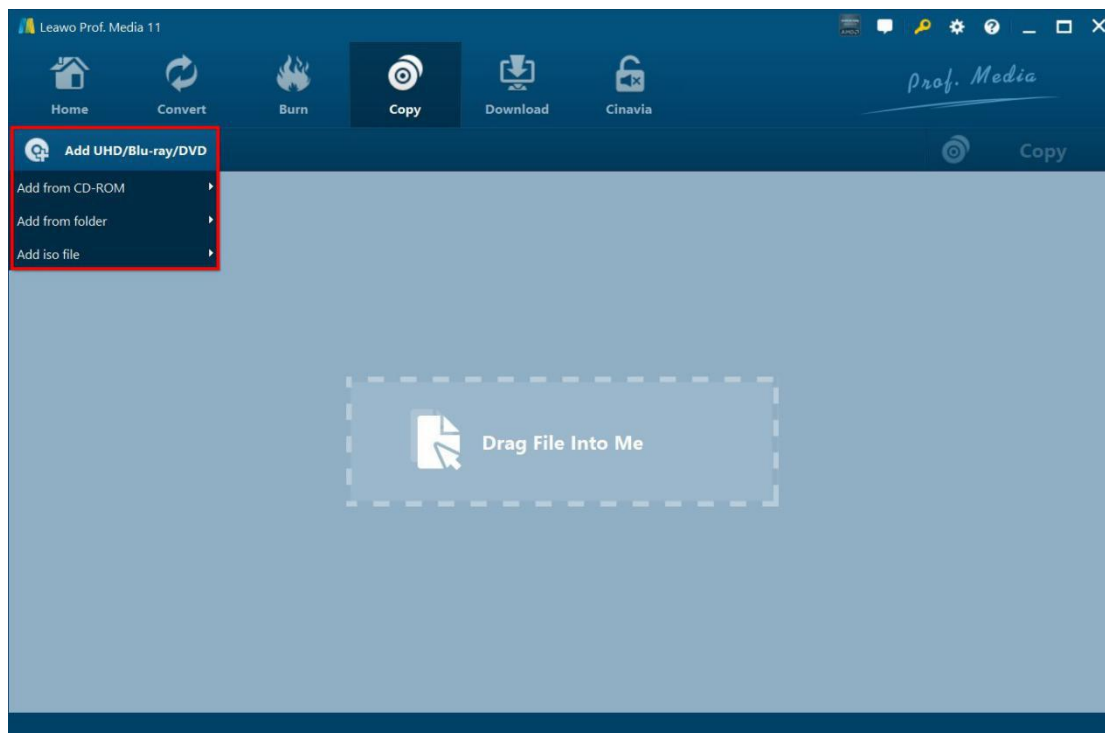 Leawo Prof. Media 11
Home Convert Burn Copy Download Cinavia
Prof. Media
Add UHD/Blu-ray/DVD
Copy
Add from CD-ROM
Add from folder
Add iso file
Drag File Into Me